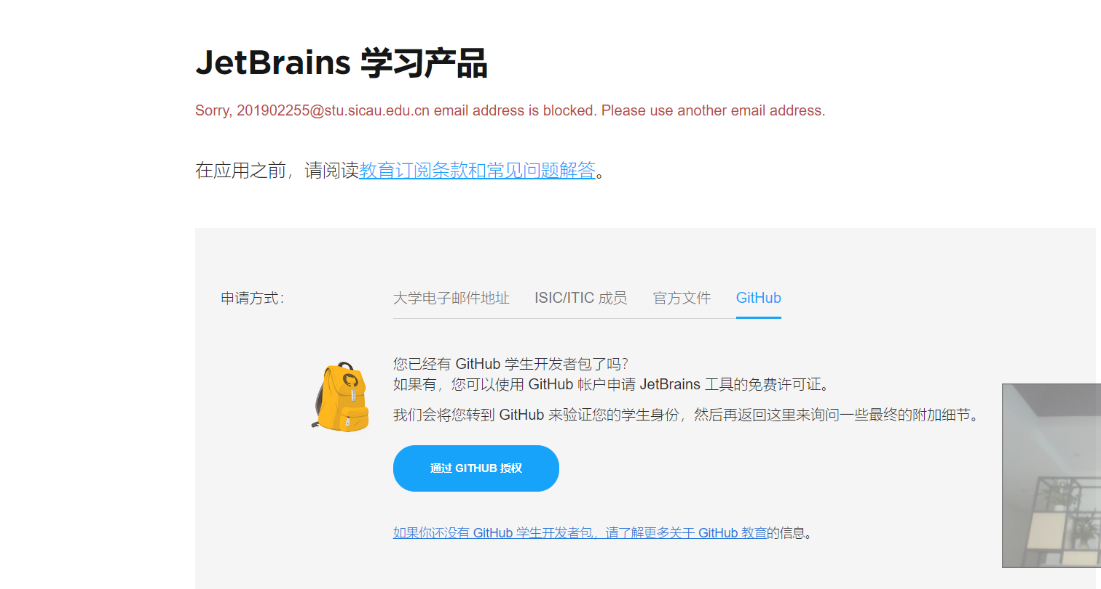 JetBrains 学习产品
Sorry, 201902255@stu.sicau.edu.cn email address is blocked. Please use another email address.
在应用之前，请阅读教育订阅条款和常见问题解答。
申请方式：
大学电子邮件地址 ISIC/ITIC 成员 官方文件 GitHub
您已经有 GitHub 学生开发者包了吗？
如果有，您可以使用 GitHub 帐户申请 JetBrains 工具的免费许可证。
我们会将您转到 GitHub 来验证您的学生身份，然后再返回这里来询问一些最终的附加细节。
通过 GITHUB 授权
如果你还没有 GitHub 学生开发者包，请了解更多关于 GitHub 教育的信息。